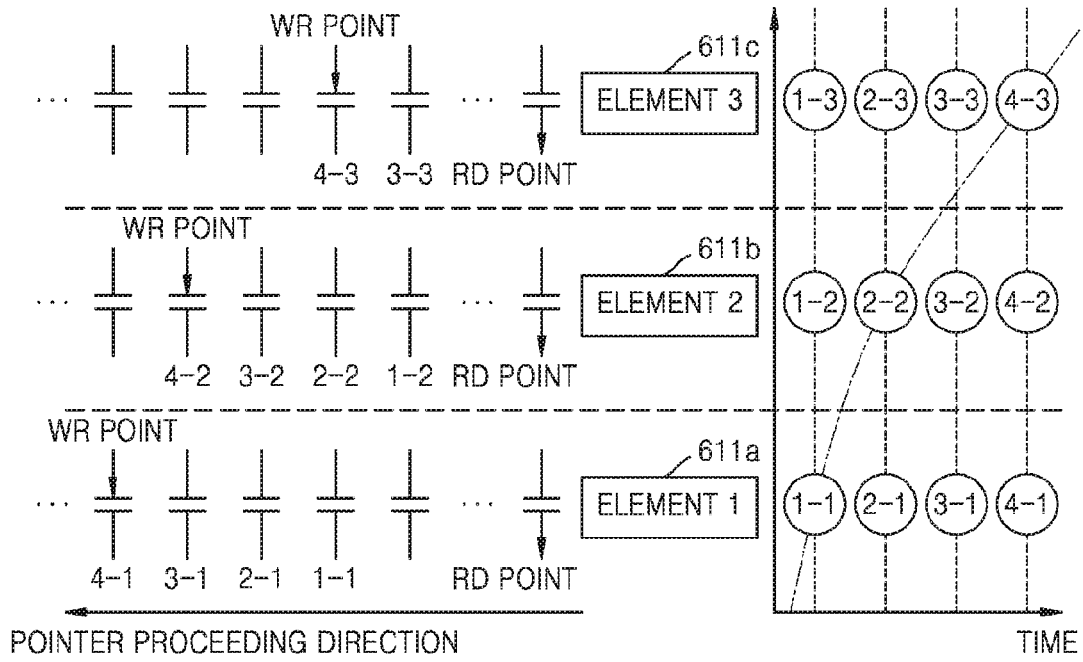 WR POINT
611c
... ... ELEMENT 3 1-3 2-3 3-3 4-3
4-3 3-3 RD POINT
WR POINT
611b
... ... ELEMENT 2 1-2 2-2 3-2 4-2
4-2 3-2 2-2 1-2 RD POINT
WR POINT
611a
... ... ELEMENT 1 1-1 2-1 3-1 4-1
4-1 3-1 2-1 1-1 RD POINT
POINTER PROCEEDING DIRECTION TIME